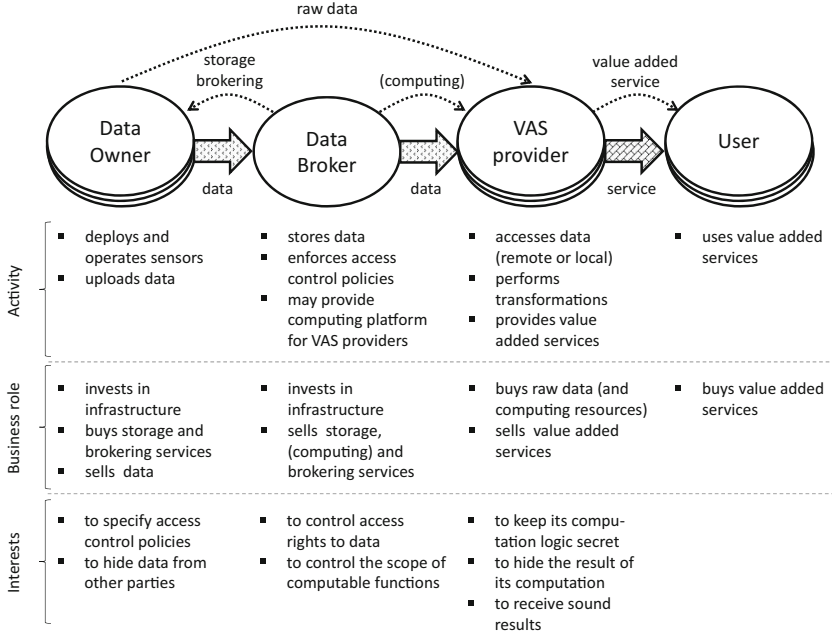 raw data
storage
brokering
(computing)
value added
service
Data
Owner
Data
Broker
VAS
provider
User
data
data
service
Activity
deploys and
operates sensors
uploads data
stores data
enforces access
control policies
may provide
computing platform
for VAS providers
accesses data
(remote or local)
performs
transformations
provides value
added services
uses value added
services
Business role
invests in
infrastructure
buys storage and
brokering services
sells data
invests in
infrastructure
sells storage,
(computing) and
brokering services
buys raw data (and
computing resources)
sells value added
services
buys value added
services
Interests
to specify access
control policies
to hide data from
other parties
to control access
rights to data
to control the scope of
computable functions
to keep its compu-
tation logic secret
to hide the result of
its computation
to receive sound
results